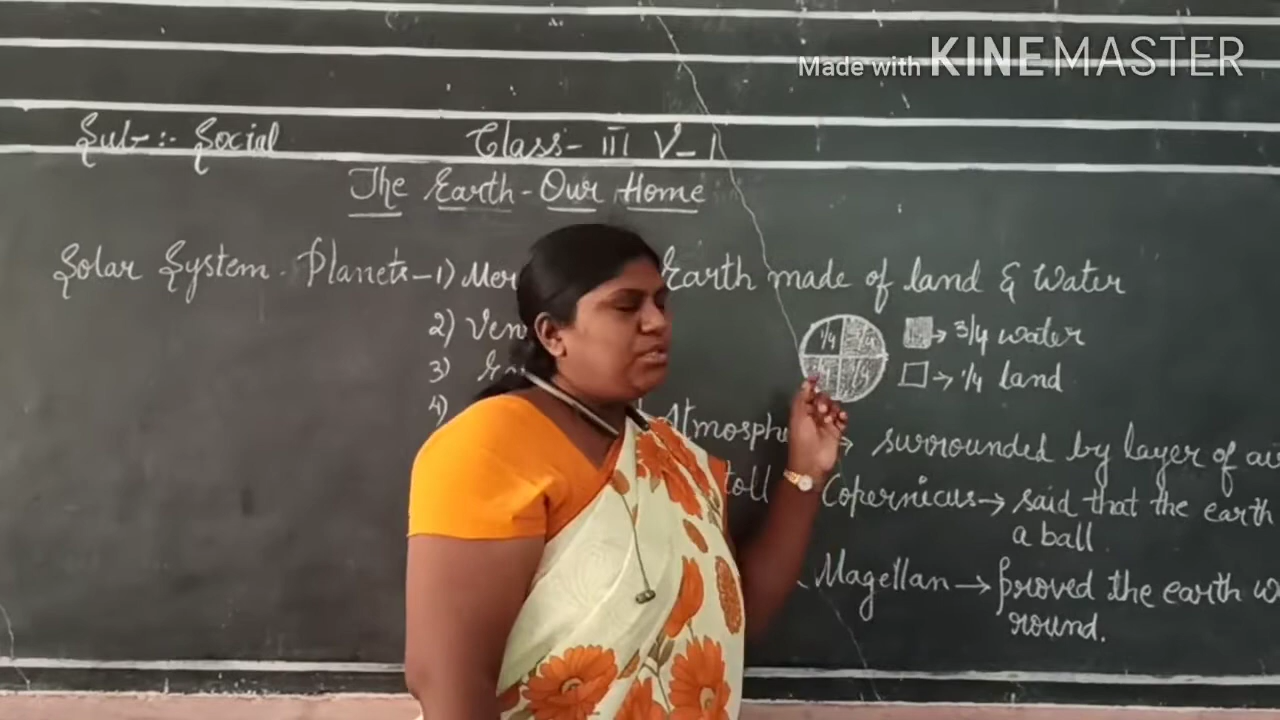 Made with KINEMASTER
Sub :- Social Class - III V-1
The Earth - Our Home
Solar System. Planets - 1) Mer Earth made of land & Water
2) Ven
3)
4)
1/4 1/4
1/4 1/4
→ 3/4 water
→ 1/4 land
Atmosph → surrounded by layer of
Copernicus → said that the earth
a ball
Magellan → proved the earth
round.